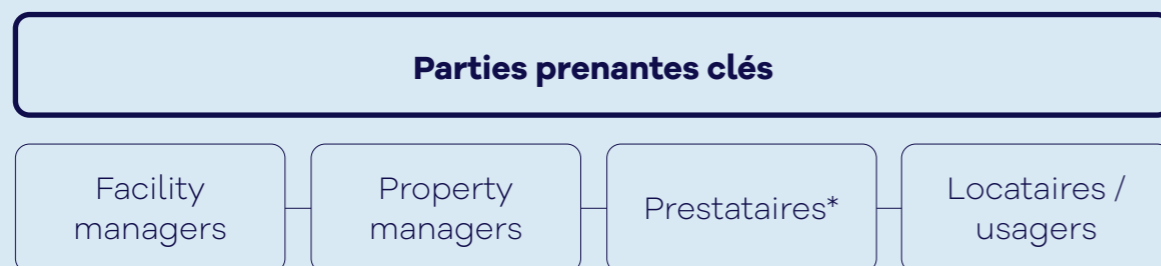 Parties prenantes clés
Facility
managers
Property
managers
Prestataires*
Locataires /
usagers